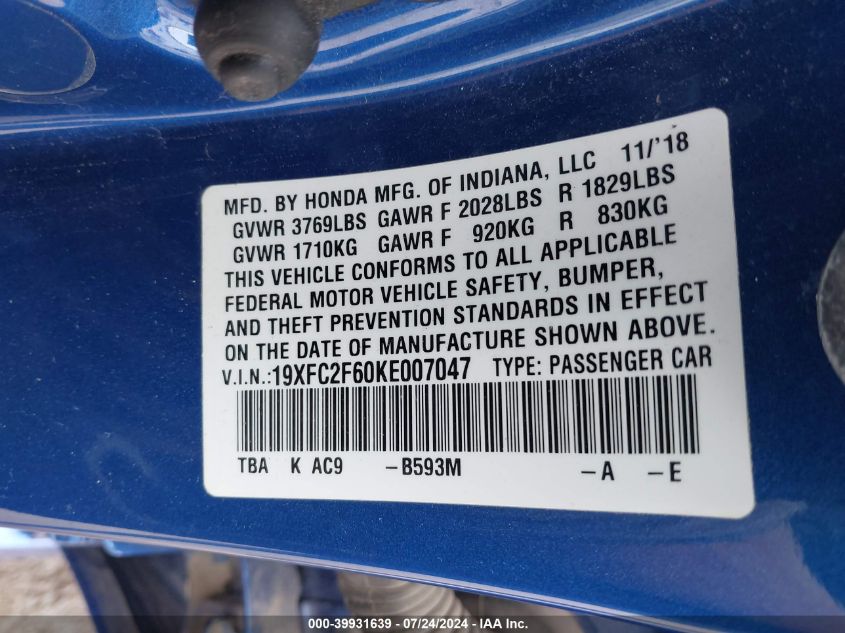 MFD. BY HONDA MFG. OF INDIANA, LLC 11/'18
GVWR 3769LBS GAWR F 2028LBS R 1829LBS
GVWR 1710KG GAWR F 920KG R 830KG
THIS VEHICLE CONFORMS TO ALL APPLICABLE
FEDERAL MOTOR VEHICLE SAFETY, BUMPER,
AND THEFT PREVENTION STANDARDS IN EFFECT
ON THE DATE OF MANUFACTURE SHOWN ABOVE.
V.I.N.:19XFC2F60KE007047 TYPE: PASSENGER CAR
TBA K AC9 -B593M -A -E
000-39931639 - 07/24/2024 - IAA Inc.